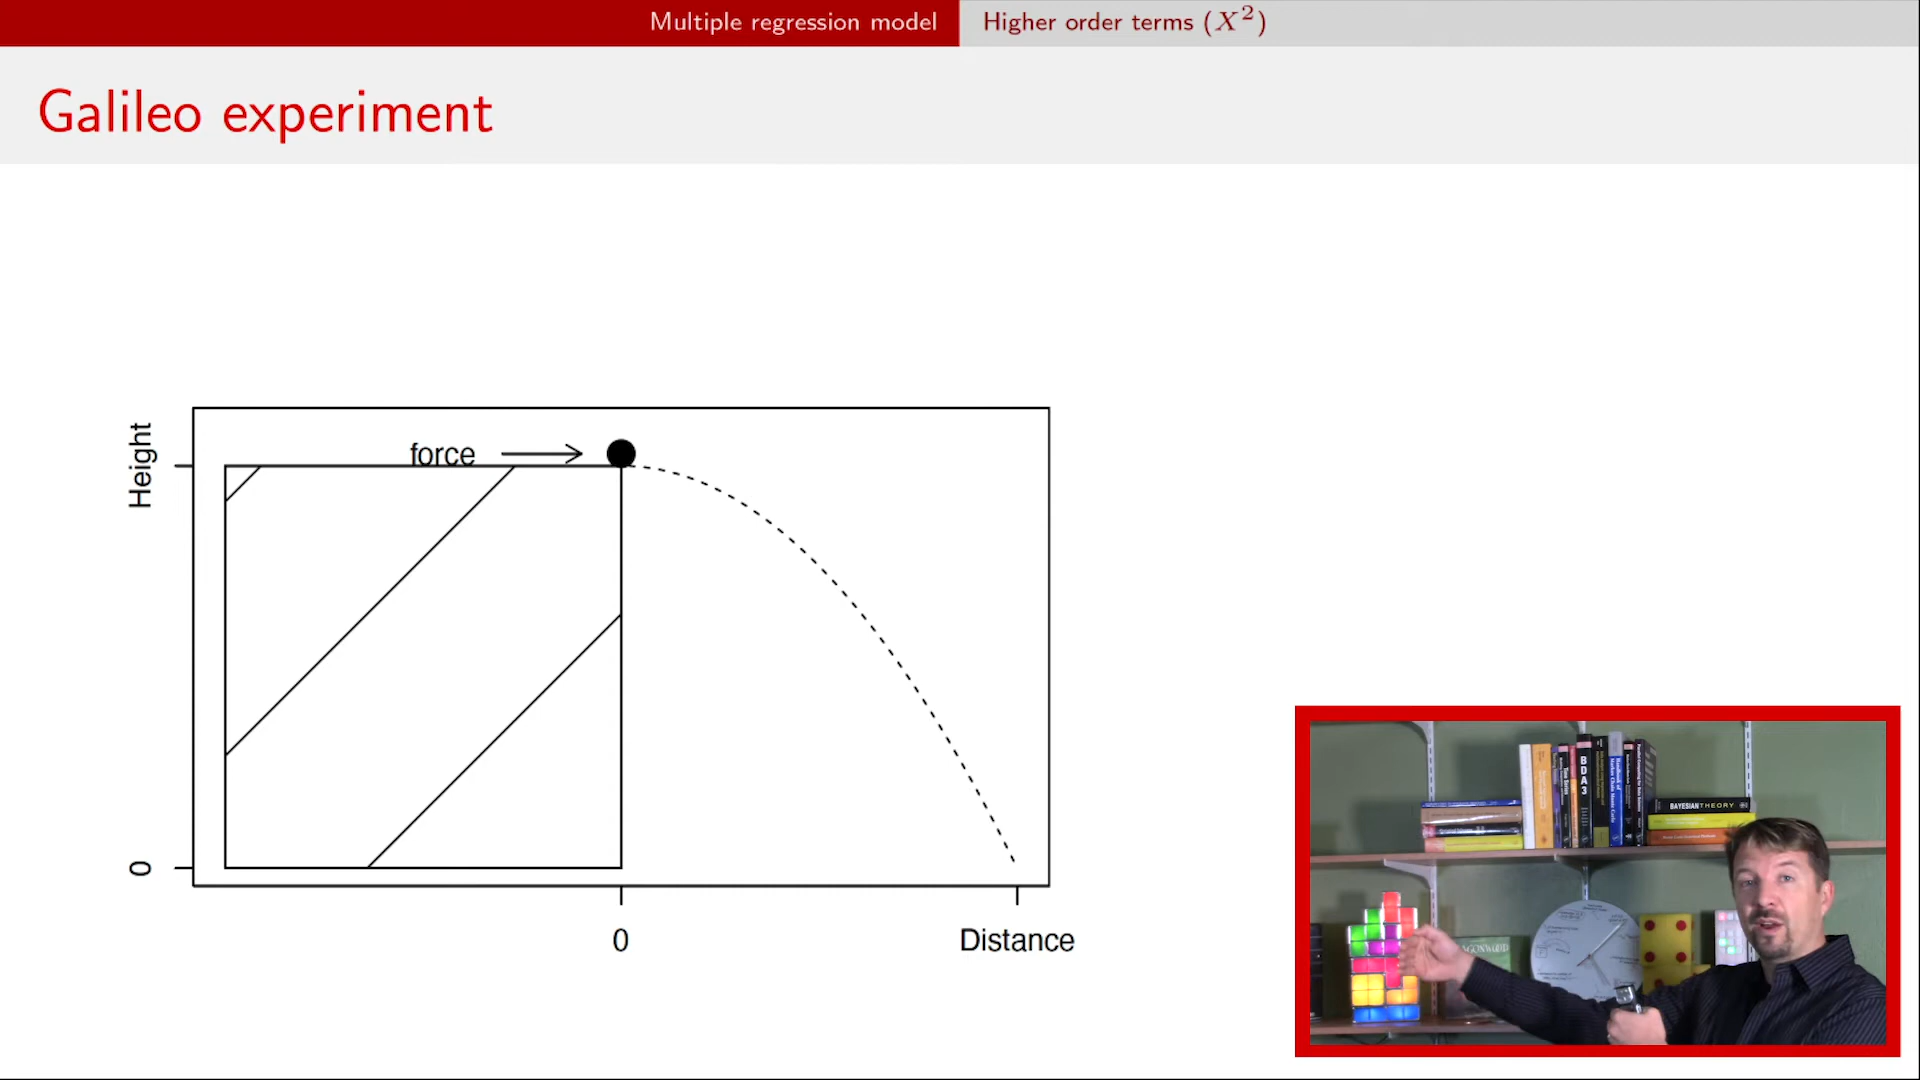 Multiple regression model
Higher order terms (X²)
Galileo experiment
Height
force
0
0
Distance
BDA3
BAYESIAN THEORY